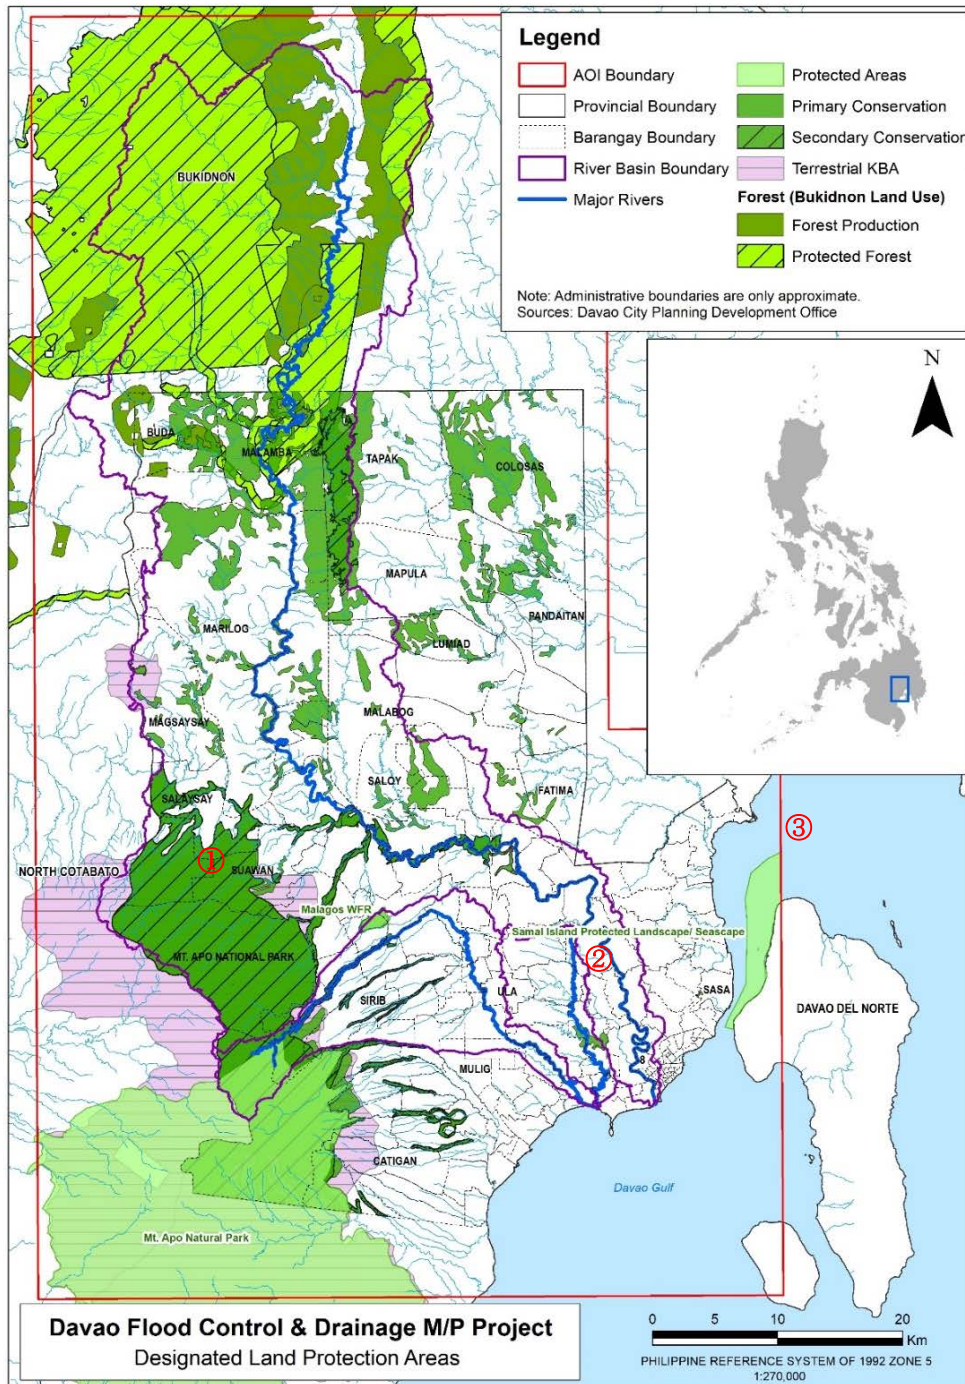 Legend
AOI Boundary
Provincial Boundary
Barangay Boundary
River Basin Boundary
Major Rivers
Protected Areas
Primary Conservation
Secondary Conservation
Terrestrial KBA
Forest (Bukidnon Land Use)
Forest Production
Protected Forest
Note: Administrative boundaries are only approximate.
Sources: Davao City Planning Development Office
N
BUKIDNON
BUDA
MALAMBA
TAPAK
COLOSAS
MAPULA
PANDAITAN
MARILOG
LUMIAD
MAGSAYSAY
MALABOG
SALAYSAY
SALOY
FATIMA
③
①
NORTH COTABATO
SUAWAN
Malagos WFR
Samal Island Protected Landscape/ Seascape
MT. APO NATIONAL PARK
②
SIRIB
ULA
SASA
DAVAO DEL NORTE
MULIG
8
CATIGAN
Davao Gulf
Mt. Apo Natural Park
Davao Flood Control & Drainage M/P Project
Designated Land Protection Areas
0 5 10 20
Km
PHILIPPINE REFERENCE SYSTEM OF 1992 ZONE 5
1:270,000